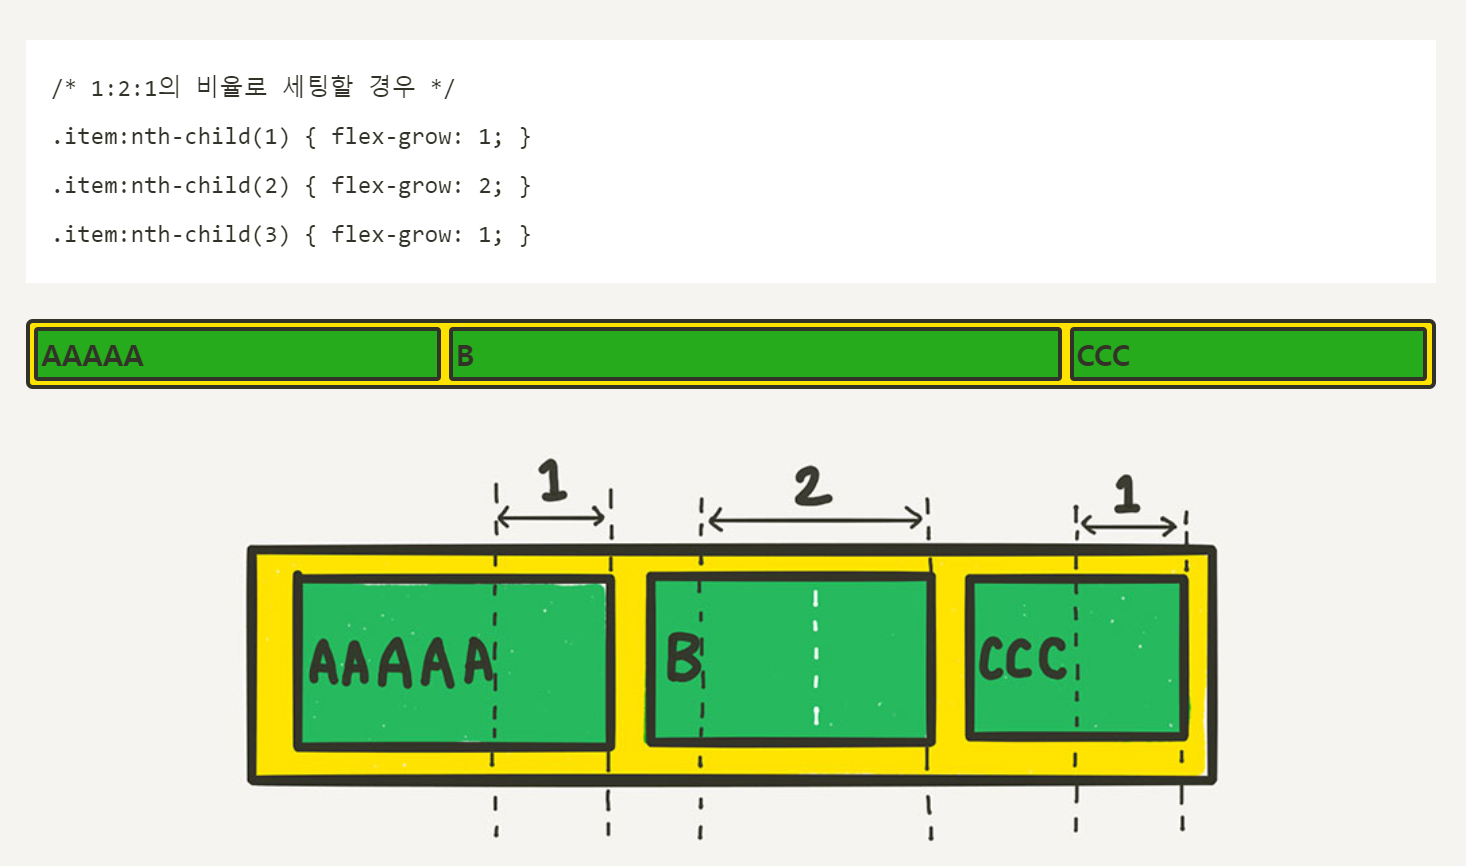 /* 1:2:1의 비율로 세팅할 경우 */
.item:nth-child(1) { flex-grow: 1; }
.item:nth-child(2) { flex-grow: 2; }
.item:nth-child(3) { flex-grow: 1; }
AAAAA B CCC
1 2 1
AAAAA B CCC